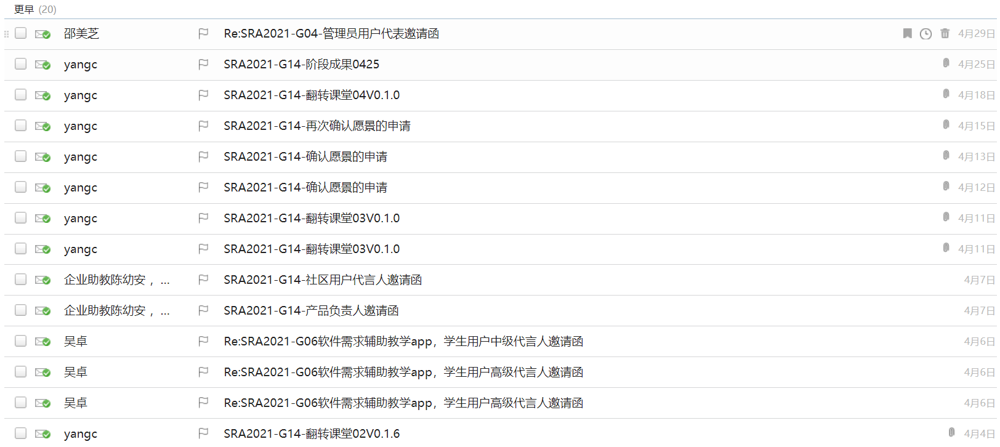 更早 (20)
邵美芝 Re:SRA2021-G04-管理员用户代表邀请函 4月29日
yangc SRA2021-G14-阶段成果0425 4月25日
yangc SRA2021-G14-翻转课堂04V0.1.0 4月18日
yangc SRA2021-G14-再次确认愿景的申请 4月15日
yangc SRA2021-G14-确认愿景的申请 4月13日
yangc SRA2021-G14-确认愿景的申请 4月12日
yangc SRA2021-G14-翻转课堂03V0.1.0 4月11日
yangc SRA2021-G14-翻转课堂03V0.1.0 4月11日
企业助教陈幼安，... SRA2021-G14-社区用户代言人邀请函 4月7日
企业助教陈幼安，... SRA2021-G14-产品负责人邀请函 4月7日
吴卓 Re:SRA2021-G06软件需求辅助教学app，学生用户中级代言人邀请函 4月6日
吴卓 Re:SRA2021-G06软件需求辅助教学app，学生用户高级代言人邀请函 4月6日
吴卓 Re:SRA2021-G06软件需求辅助教学app，学生用户高级代言人邀请函 4月6日
yangc SRA2021-G14-翻转课堂02V0.1.6 4月4日